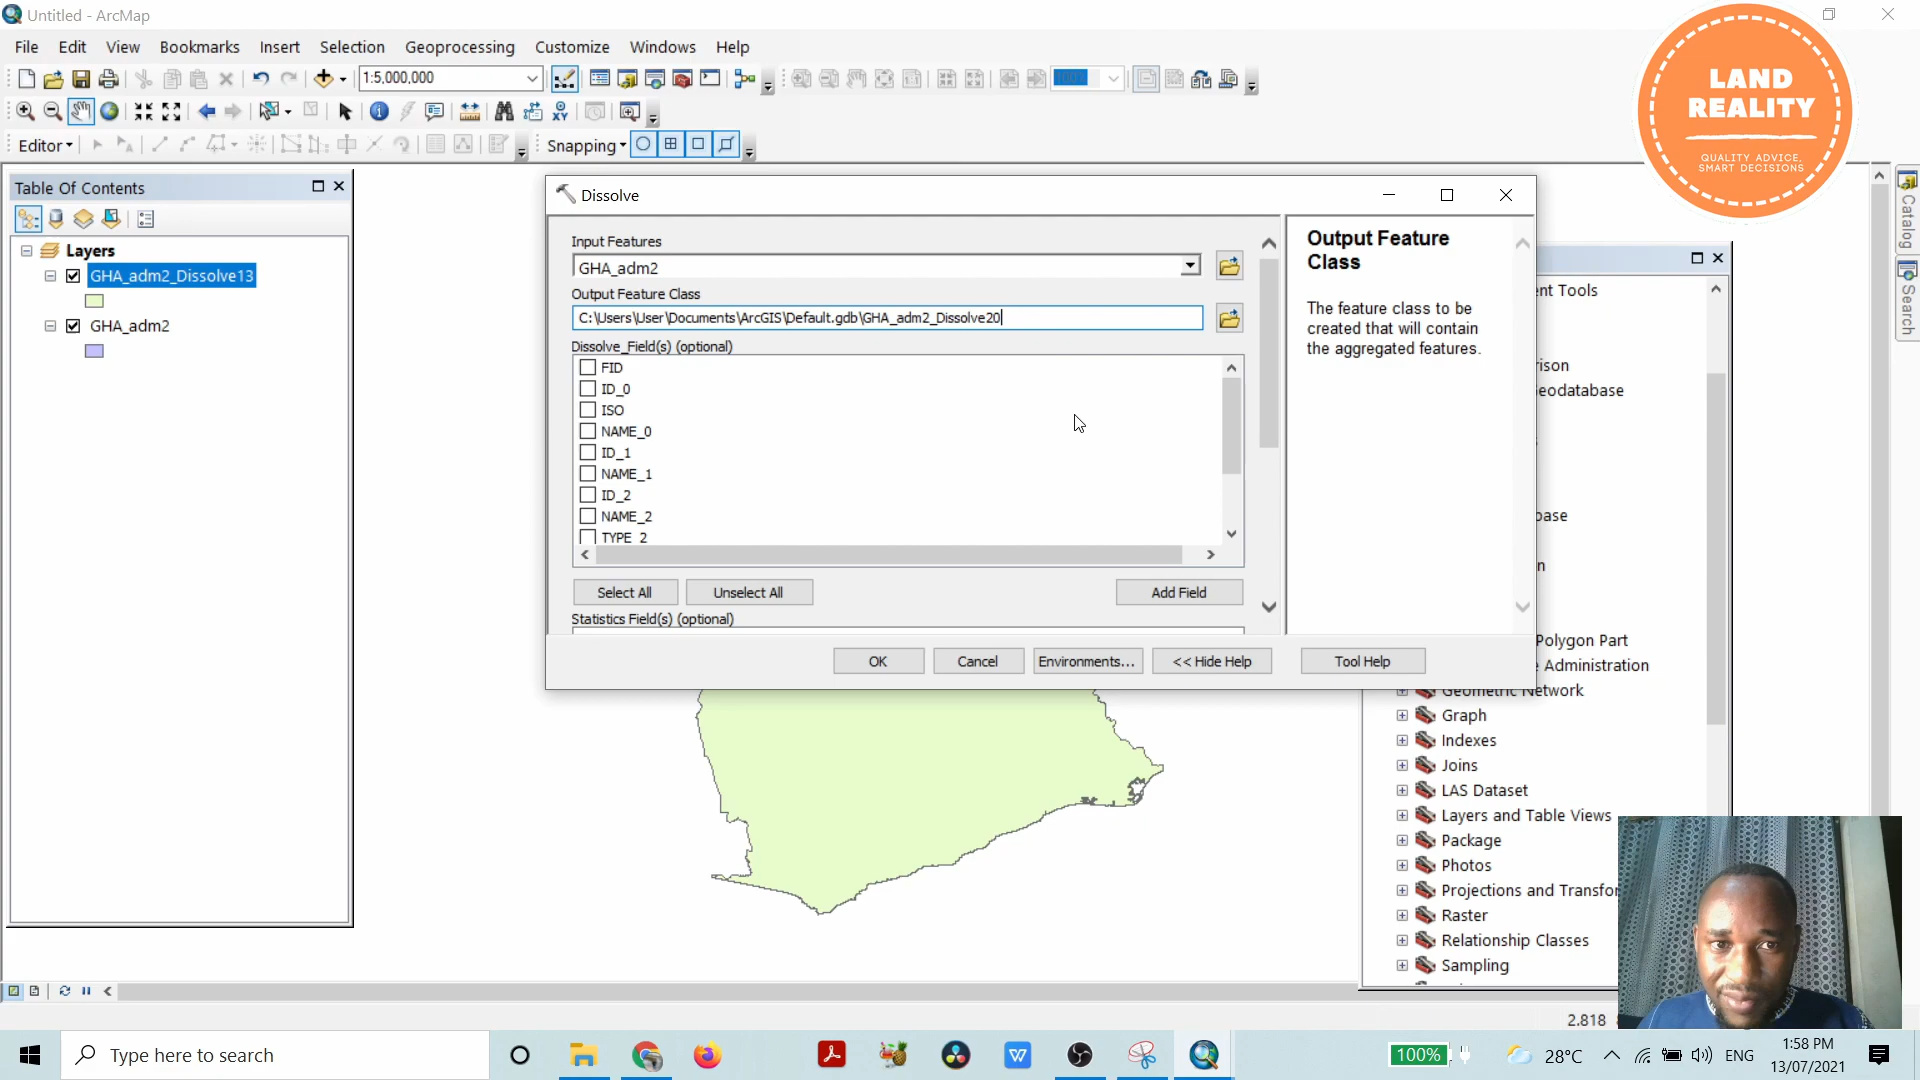 Untitled - ArcMap
File Edit View Bookmarks Insert Selection Geoprocessing Customize Windows Help
1:5,000,000
100%
Editor
Snapping
LAND
REALITY
QUALITY ADVICE,
SMART DECISIONS
Table Of Contents
Layers
GHA_adm2_Dissolve13
GHA_adm2
Dissolve
Input Features
GHA_adm2
Output Feature Class
C:\Users\User\Documents\ArcGIS\Default.gdb\GHA_adm2_Dissolve20
Dissolve_Field(s) (optional)
FID
ID_0
ISO
NAME_0
ID_1
NAME_1
ID_2
NAME_2
TYPE_2
Select All Unselect All Add Field
Statistics Field(s) (optional)
OK Cancel Environments... << Hide Help Tool Help
Output Feature
Class
The feature class to be
created that will contain
the aggregated features.
Catalog
Search
ent Tools
rison
eodatabase
base
n
Polygon Part
e Administration
Geometric Network
Graph
Indexes
Joins
LAS Dataset
Layers and Table Views
Package
Photos
Projections and Transfor
Raster
Relationship Classes
Sampling
2.818
Type here to search
100%
28°C
ENG
1:58 PM
13/07/2021